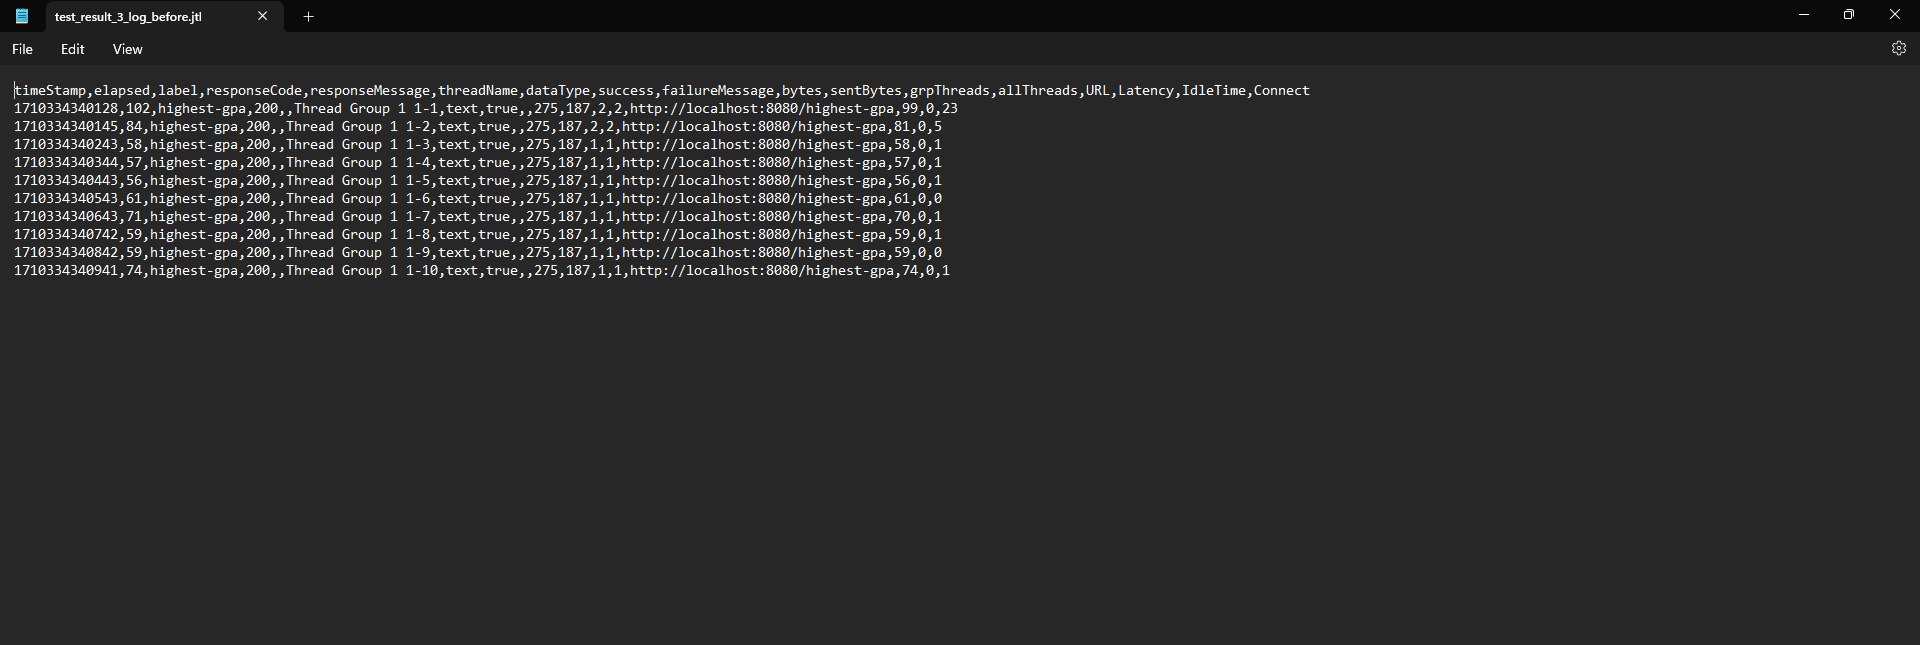 test_result_3_log_before.jtl
File Edit View
timeStamp,elapsed,label,responseCode,responseMessage,threadName,dataType,success,failureMessage,bytes,sentBytes,grpThreads,allThreads,URL,Latency,IdleTime,Connect
1710334340128,102,highest-gpa,200,,Thread Group 1 1-1,text,true,,275,187,2,2,http://localhost:8080/highest-gpa,99,0,23
1710334340145,84,highest-gpa,200,,Thread Group 1 1-2,text,true,,275,187,2,2,http://localhost:8080/highest-gpa,81,0,5
1710334340243,58,highest-gpa,200,,Thread Group 1 1-3,text,true,,275,187,1,1,http://localhost:8080/highest-gpa,58,0,1
1710334340344,57,highest-gpa,200,,Thread Group 1 1-4,text,true,,275,187,1,1,http://localhost:8080/highest-gpa,57,0,1
1710334340443,56,highest-gpa,200,,Thread Group 1 1-5,text,true,,275,187,1,1,http://localhost:8080/highest-gpa,56,0,1
1710334340543,61,highest-gpa,200,,Thread Group 1 1-6,text,true,,275,187,1,1,http://localhost:8080/highest-gpa,61,0,0
1710334340643,71,highest-gpa,200,,Thread Group 1 1-7,text,true,,275,187,1,1,http://localhost:8080/highest-gpa,70,0,1
1710334340742,59,highest-gpa,200,,Thread Group 1 1-8,text,true,,275,187,1,1,http://localhost:8080/highest-gpa,59,0,1
1710334340842,59,highest-gpa,200,,Thread Group 1 1-9,text,true,,275,187,1,1,http://localhost:8080/highest-gpa,59,0,0
1710334340941,74,highest-gpa,200,,Thread Group 1 1-10,text,true,,275,187,1,1,http://localhost:8080/highest-gpa,74,0,1